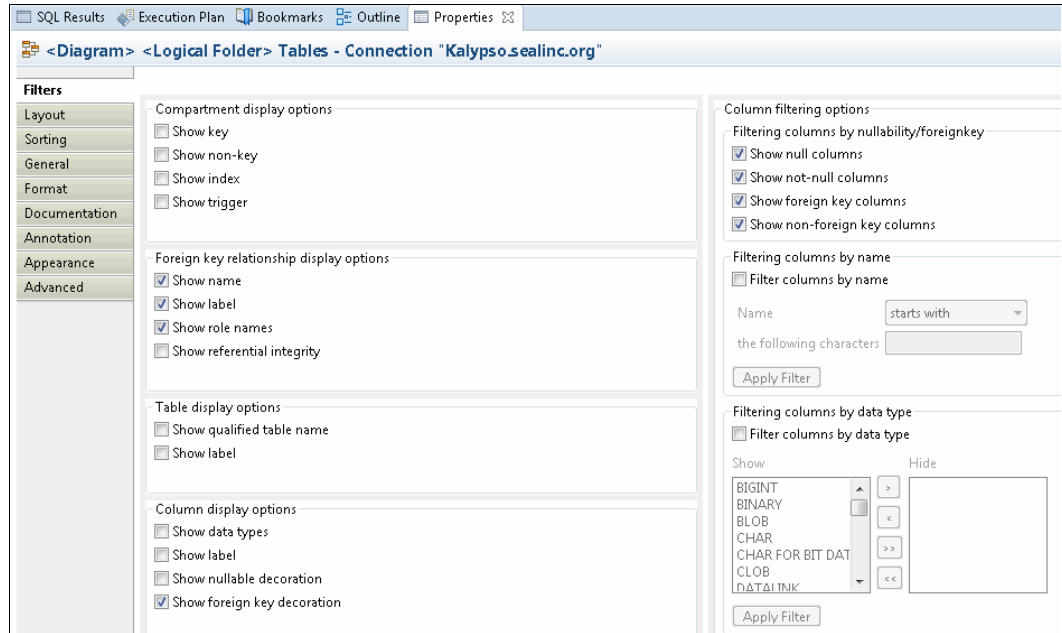 SQL Results Execution Plan Bookmarks Outline Properties
<Diagram> <Logical Folder> Tables - Connection "Kalypso.sealinc.org"
Filters
Layout
Sorting
General
Format
Documentation
Annotation
Appearance
Advanced
Compartment display options
Show key
Show non-key
Show index
Show trigger
Foreign key relationship display options
Show name
Show label
Show role names
Show referential integrity
Table display options
Show qualified table name
Show label
Column display options
Show data types
Show label
Show nullable decoration
Show foreign key decoration
Column filtering options
Filtering columns by nullability/foreignkey
Show null columns
Show not-null columns
Show foreign key columns
Show non-foreign key columns
Filtering columns by name
Filter columns by name
Name starts with
the following characters
Apply Filter
Filtering columns by data type
Filter columns by data type
Show Hide
BIGINT >
BINARY
BLOB <
CHAR
CHAR FOR BIT DAT >>
CLOB <<
DATALINK
Apply Filter